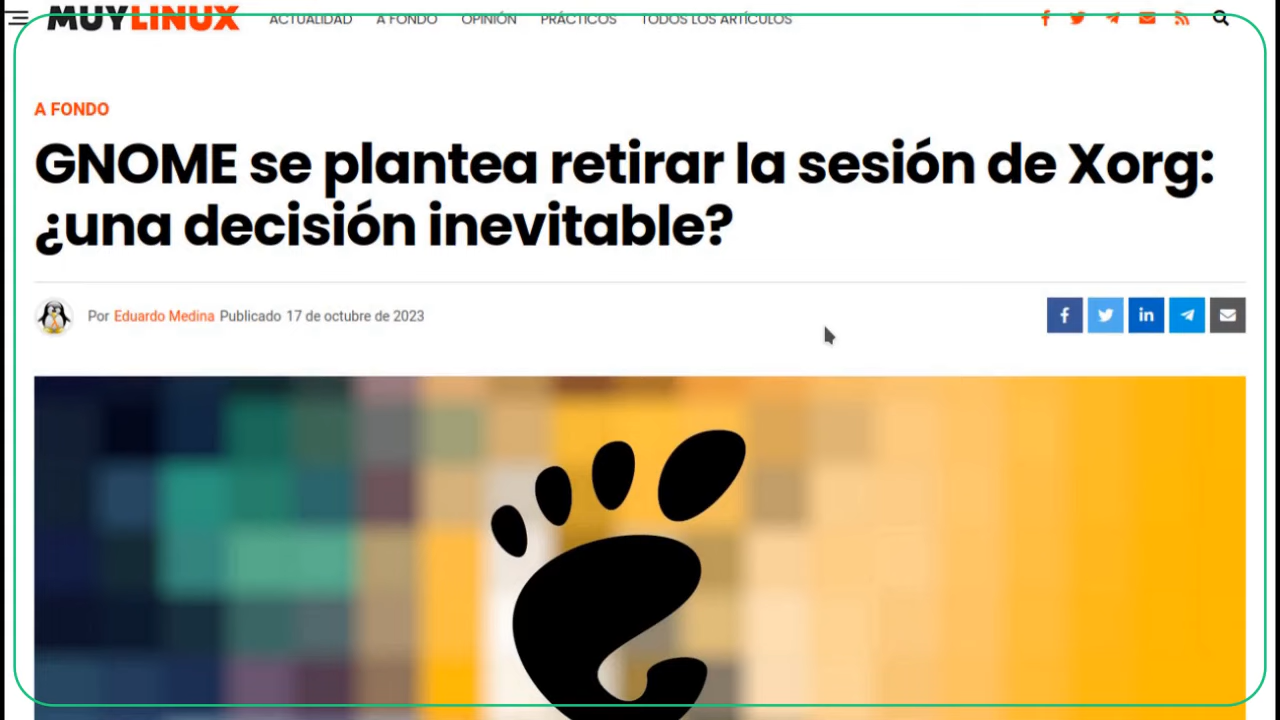 MUYLINUX ACTUALIDAD A FONDO OPINIÓN PRÁCTICOS TODOS LOS ARTÍCULOS
A FONDO
GNOME se plantea retirar la sesión de Xorg:
¿una decisión inevitable?
Por Eduardo Medina Publicado 17 de octubre de 2023